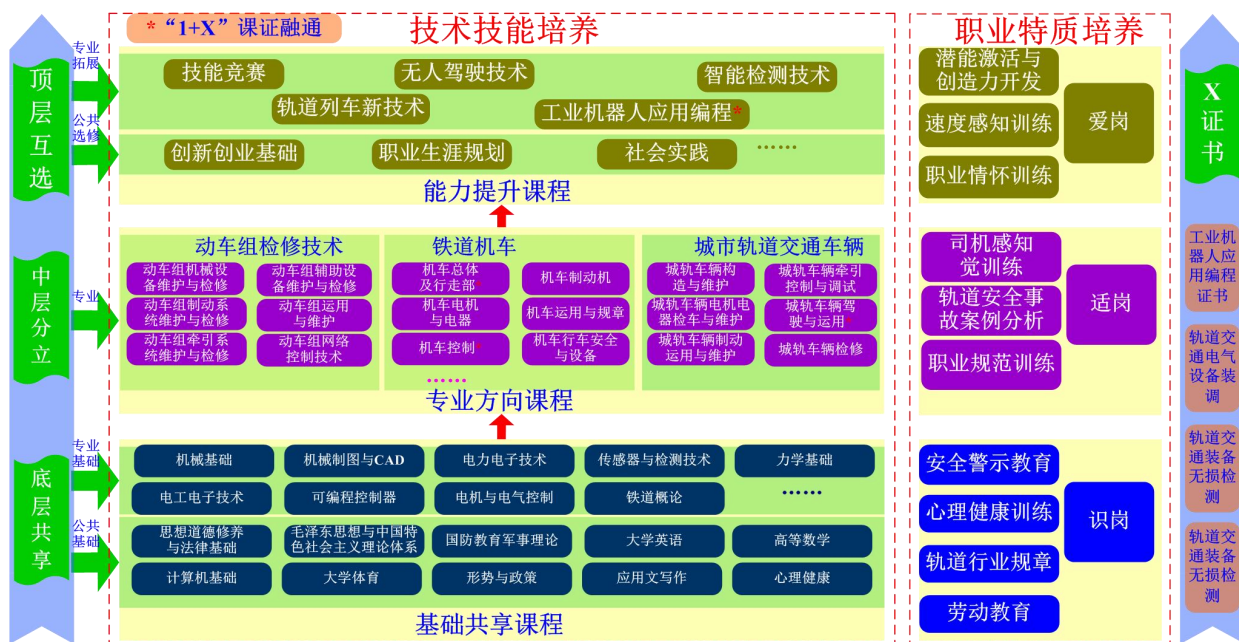 * “1+X”课证融通
技术技能培养
职业特质培养
顶
层
互
选
中
层
分
立
底
层
共
享
专业
拓展
公共
选修
专业
专业
基础
公共
基础
技能竞赛
无人驾驶技术
智能检测技术
轨道列车新技术
工业机器人应用编程*
创新创业基础
职业生涯规划
社会实践
……
能力提升课程
动车组检修技术
动车组机械设
备维护与检修
动车组辅助设
备维护与检修
动车组制动系
统维护与检修
动车组运用
与维护
动车组牵引系
统维护与检修
动车组网络
控制技术
铁道机车
机车总体
及行走部*
机车制动机
机车电机
与电器
机车运用与规章
机车控制*
机车行车安全
与设备
……
城市轨道交通车辆
城轨车辆构
造与维护
城轨车辆牵引
控制与调试
城轨车辆电机电
器检车与维护
城轨车辆驾
驶与运用*
城轨车辆制动
运用与维护
城轨车辆检修
专业方向课程
机械基础
机械制图与CAD
电力电子技术
传感器与检测技术
力学基础
电工电子技术
可编程控制器
电机与电气控制
铁道概论
……
思想道德修养
与法律基础
毛泽东思想与中国特
色社会主义理论体系
国防教育军事理论
大学英语
高等数学
计算机基础
大学体育
形势与政策
应用文写作
心理健康
基础共享课程
潜能激活与
创造力开发
速度感知训练
职业情怀训练
爱岗
司机感知
觉训练
轨道安全事
故案例分析
职业规范训练
适岗
安全警示教育
心理健康训练
轨道行业规章
劳动教育
识岗
X
证
书
工业机
器人应
用编程
证书
轨道交
通电气
设备装
调
轨道交
通装备
无损检
测
轨道交
通装备
无损检
测